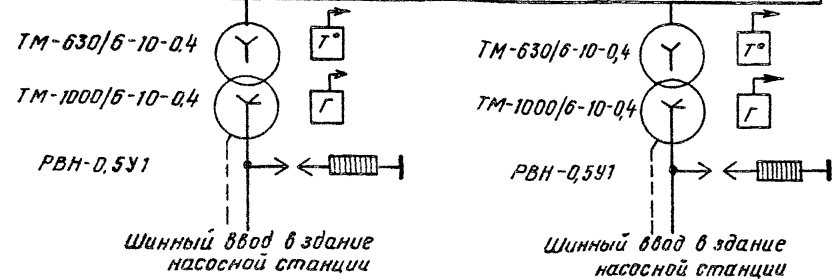 ТМ-630/6-10-0,4
Т°
ТМ-1000/6-10-0,4
Г
РВН-0,5У1
Шинный ввод в здание
насосной станции
ТМ-630/6-10-0,4
Т°
ТМ-1000/6-10-0,4
Г
РВН-0,5У1
Шинный ввод в здание
насосной станции